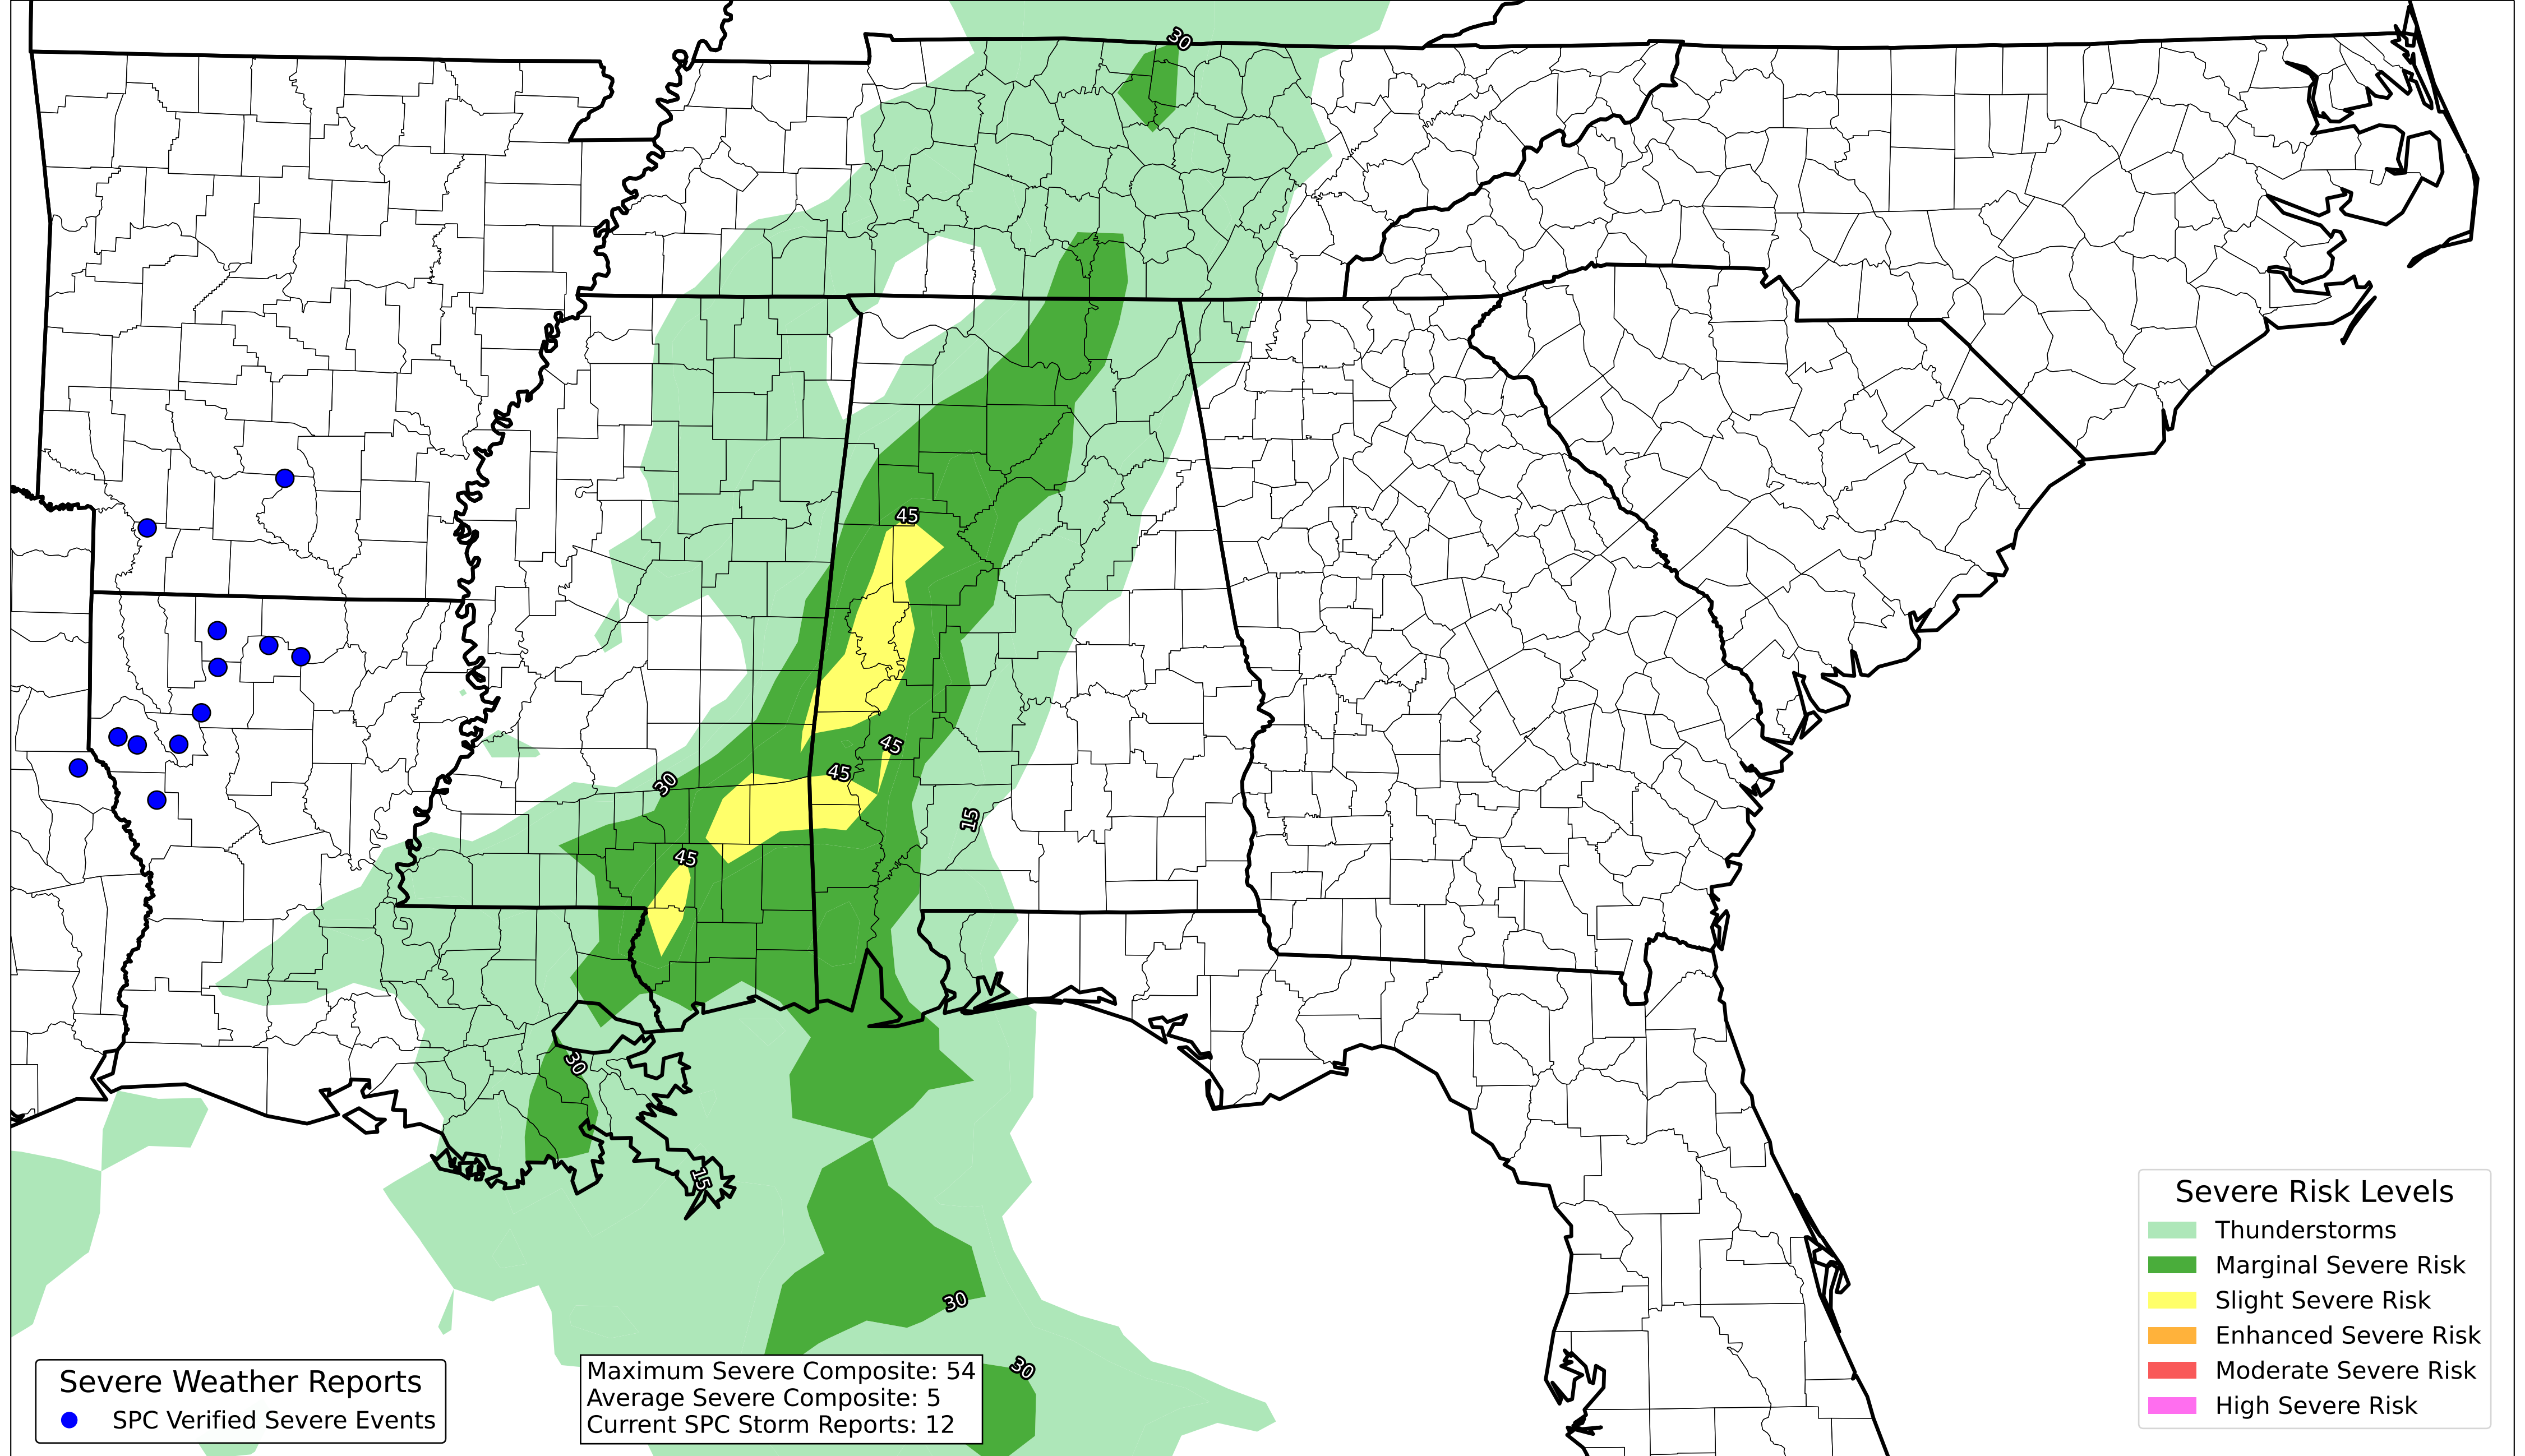 30
45
45
45
30
15
45
30
15
30
30
Severe Risk Levels
Thunderstorms
Marginal Severe Risk
Slight Severe Risk
Enhanced Severe Risk
Moderate Severe Risk
High Severe Risk
Severe Weather Reports
SPC Verified Severe Events
Maximum Severe Composite: 54
Average Severe Composite: 5
Current SPC Storm Reports: 12